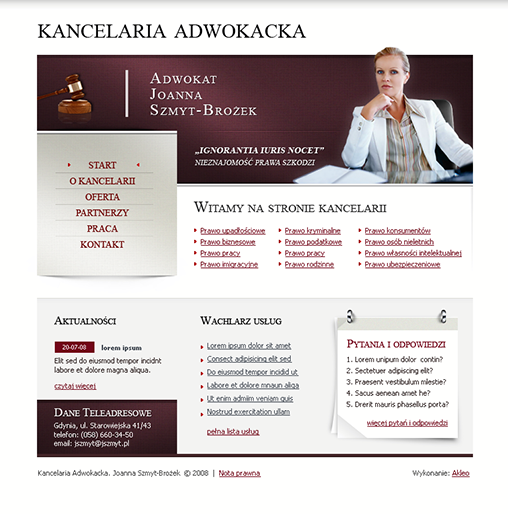 KANCELARIA ADWOKACKA
ADWOKAT
JOANNA
SZMYT-BROŻEK
„IGNORANTIA IURIS NOCET”
NIEZNAJOMOŚĆ PRAWA SZKODZI
START
O KANCELARII
OFERTA
PARTNERZY
PRACA
KONTAKT
WITAMY NA STRONIE KANCELARII
Prawo upadłościowe
Prawo kryminalne
Prawo konsumentów
Prawo biznesowe
Prawo podatkowe
Prawo osób nieletnich
Prawo pracy
Prawo pracy
Prawo własności intelektualnej
Prawo imigracyjne
Prawo rodzinne
Prawo ubezpieczeniowe
AKTUALNOŚCI
20-07-08 lorem ipsum
Elit sed do eiusmod tempor incididnt
labore et dolore magna aliqua.
czytaj więcej
WACHLARZ USŁUG
Lorem ipsum dolor sit amet
Consect adipisicing elit sed
Do eiusmod tempor incidid ut
Labore et dolore mnaun aliqa
Ut enim admiim veniam quis
Nostrud exercitation ullam
pełna lista usług
PYTANIA I ODPOWIEDZI
1. Lorem unipum dolor contin?
2. Sectetuer adipiscing elit?
3. Praesent vestibulum mlestie?
4. Sacus aenean amet he?
5. Drerit mauris phasellus porta?
więcej pytań i odpowiedzi
DANE TELEADRESOWE
Gdynia, ul. Starowiejska 41/43
telefon: (058) 660-34-50
email: jszmyt@jszmyt.pl
Kancelaria Adwokacka. Joanna Szmyt-Brożek © 2008 | Nota prawna
Wykonanie: Akleo